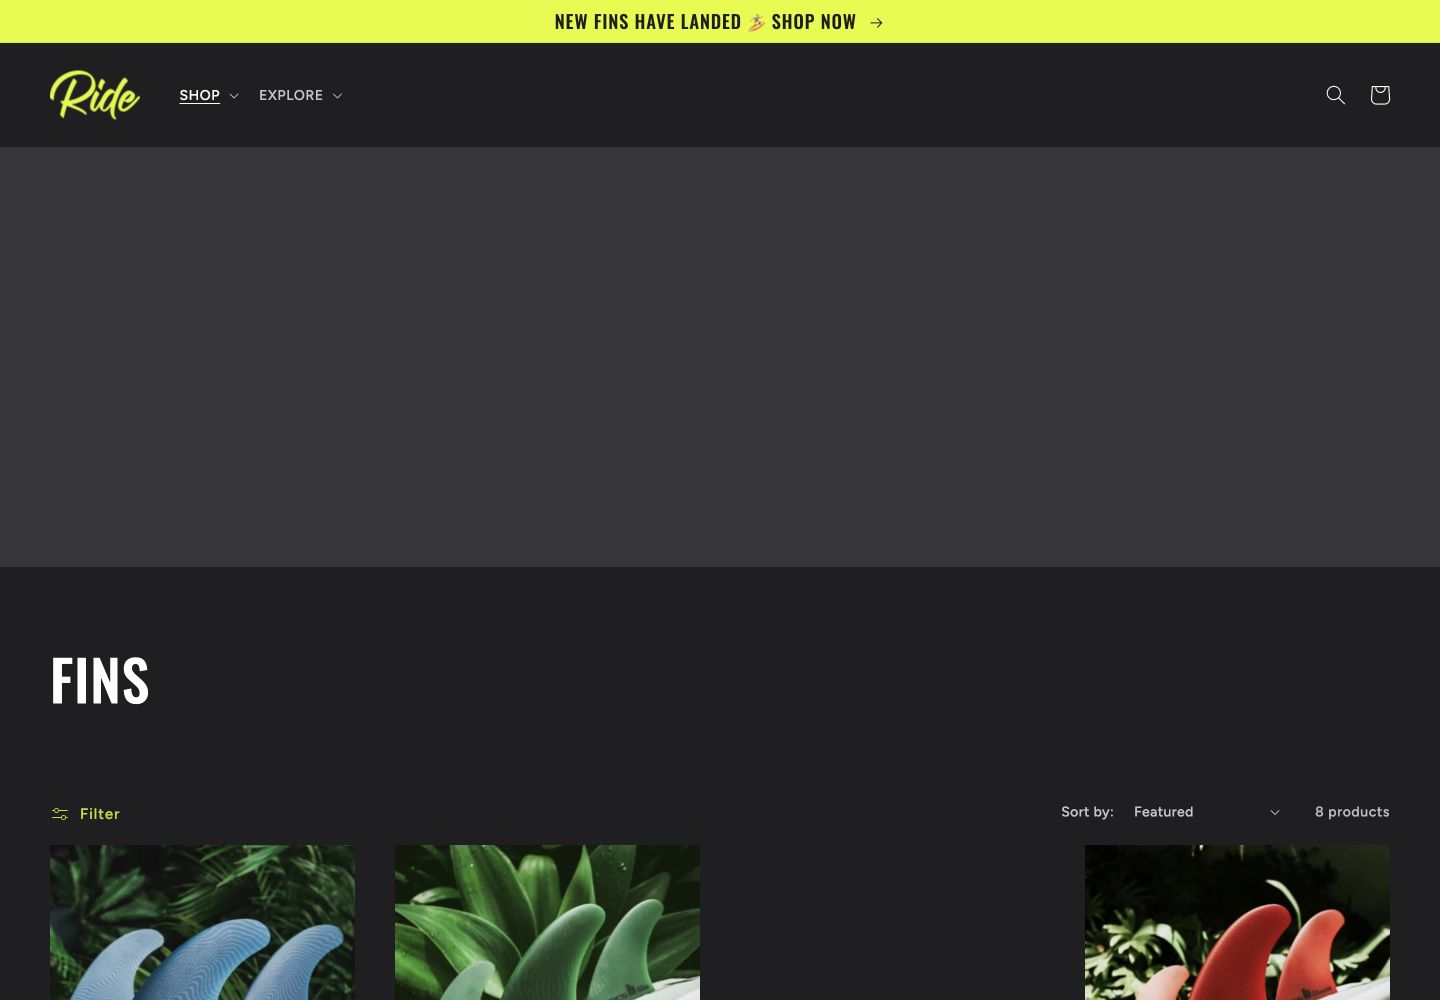 NEW FINS HAVE LANDED 🏄 SHOP NOW →
Ride
SHOP
EXPLORE
FINS
Filter
Sort by: Featured
8 products